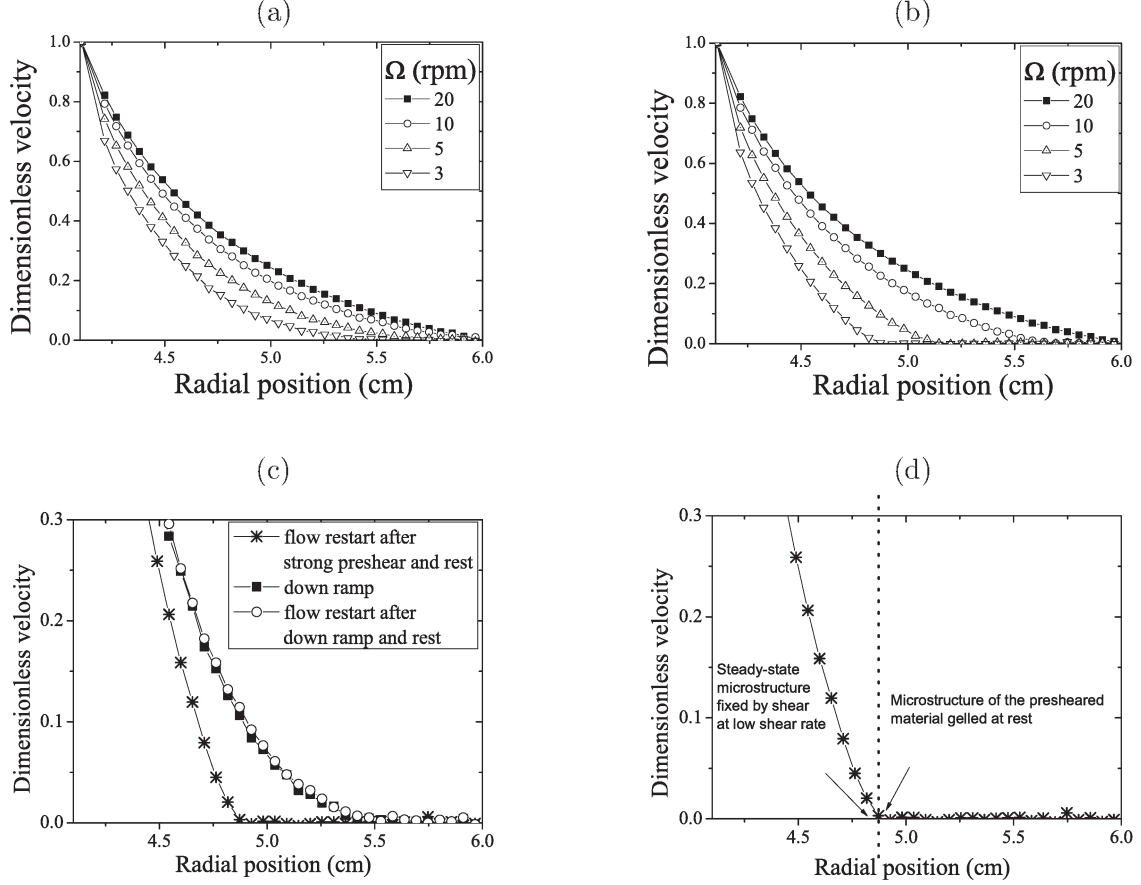 (a)
Dimensionless velocity
1.0
0.8
0.6
0.4
0.2
0.0
Ω (rpm)
20
10
5
3
4.5 5.0 5.5 6.0
Radial position (cm)
(b)
Dimensionless velocity
1.0
0.8
0.6
0.4
0.2
0.0
Ω (rpm)
20
10
5
3
4.5 5.0 5.5 6.0
Radial position (cm)
(c)
Dimensionless velocity
0.3
0.2
0.1
0.0
flow restart after
strong preshear and rest
down ramp
flow restart after
down ramp and rest
4.5 5.0 5.5 6.0
Radial position (cm)
(d)
Dimensionless velocity
0.3
0.2
0.1
0.0
Steady-state
microstructure
fixed by shear
at low shear rate
Microstructure of the presheared
material gelled at rest
4.5 5.0 5.5 6.0
Radial position (cm)